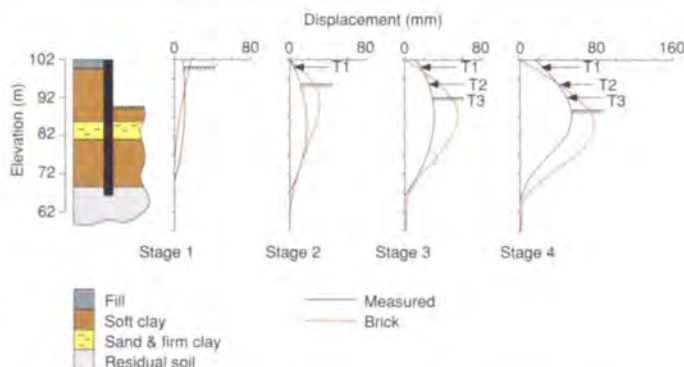 Displacement (mm)
0 80 0 80 0 80 0 80 160
Elevation (m)
102
92
82
72
62
T1
T1
T2
T3
T1
T2
T3
Stage 1 Stage 2 Stage 3 Stage 4
Fill
Soft clay
Sand & firm clay
Residual soil
Measured
Brick